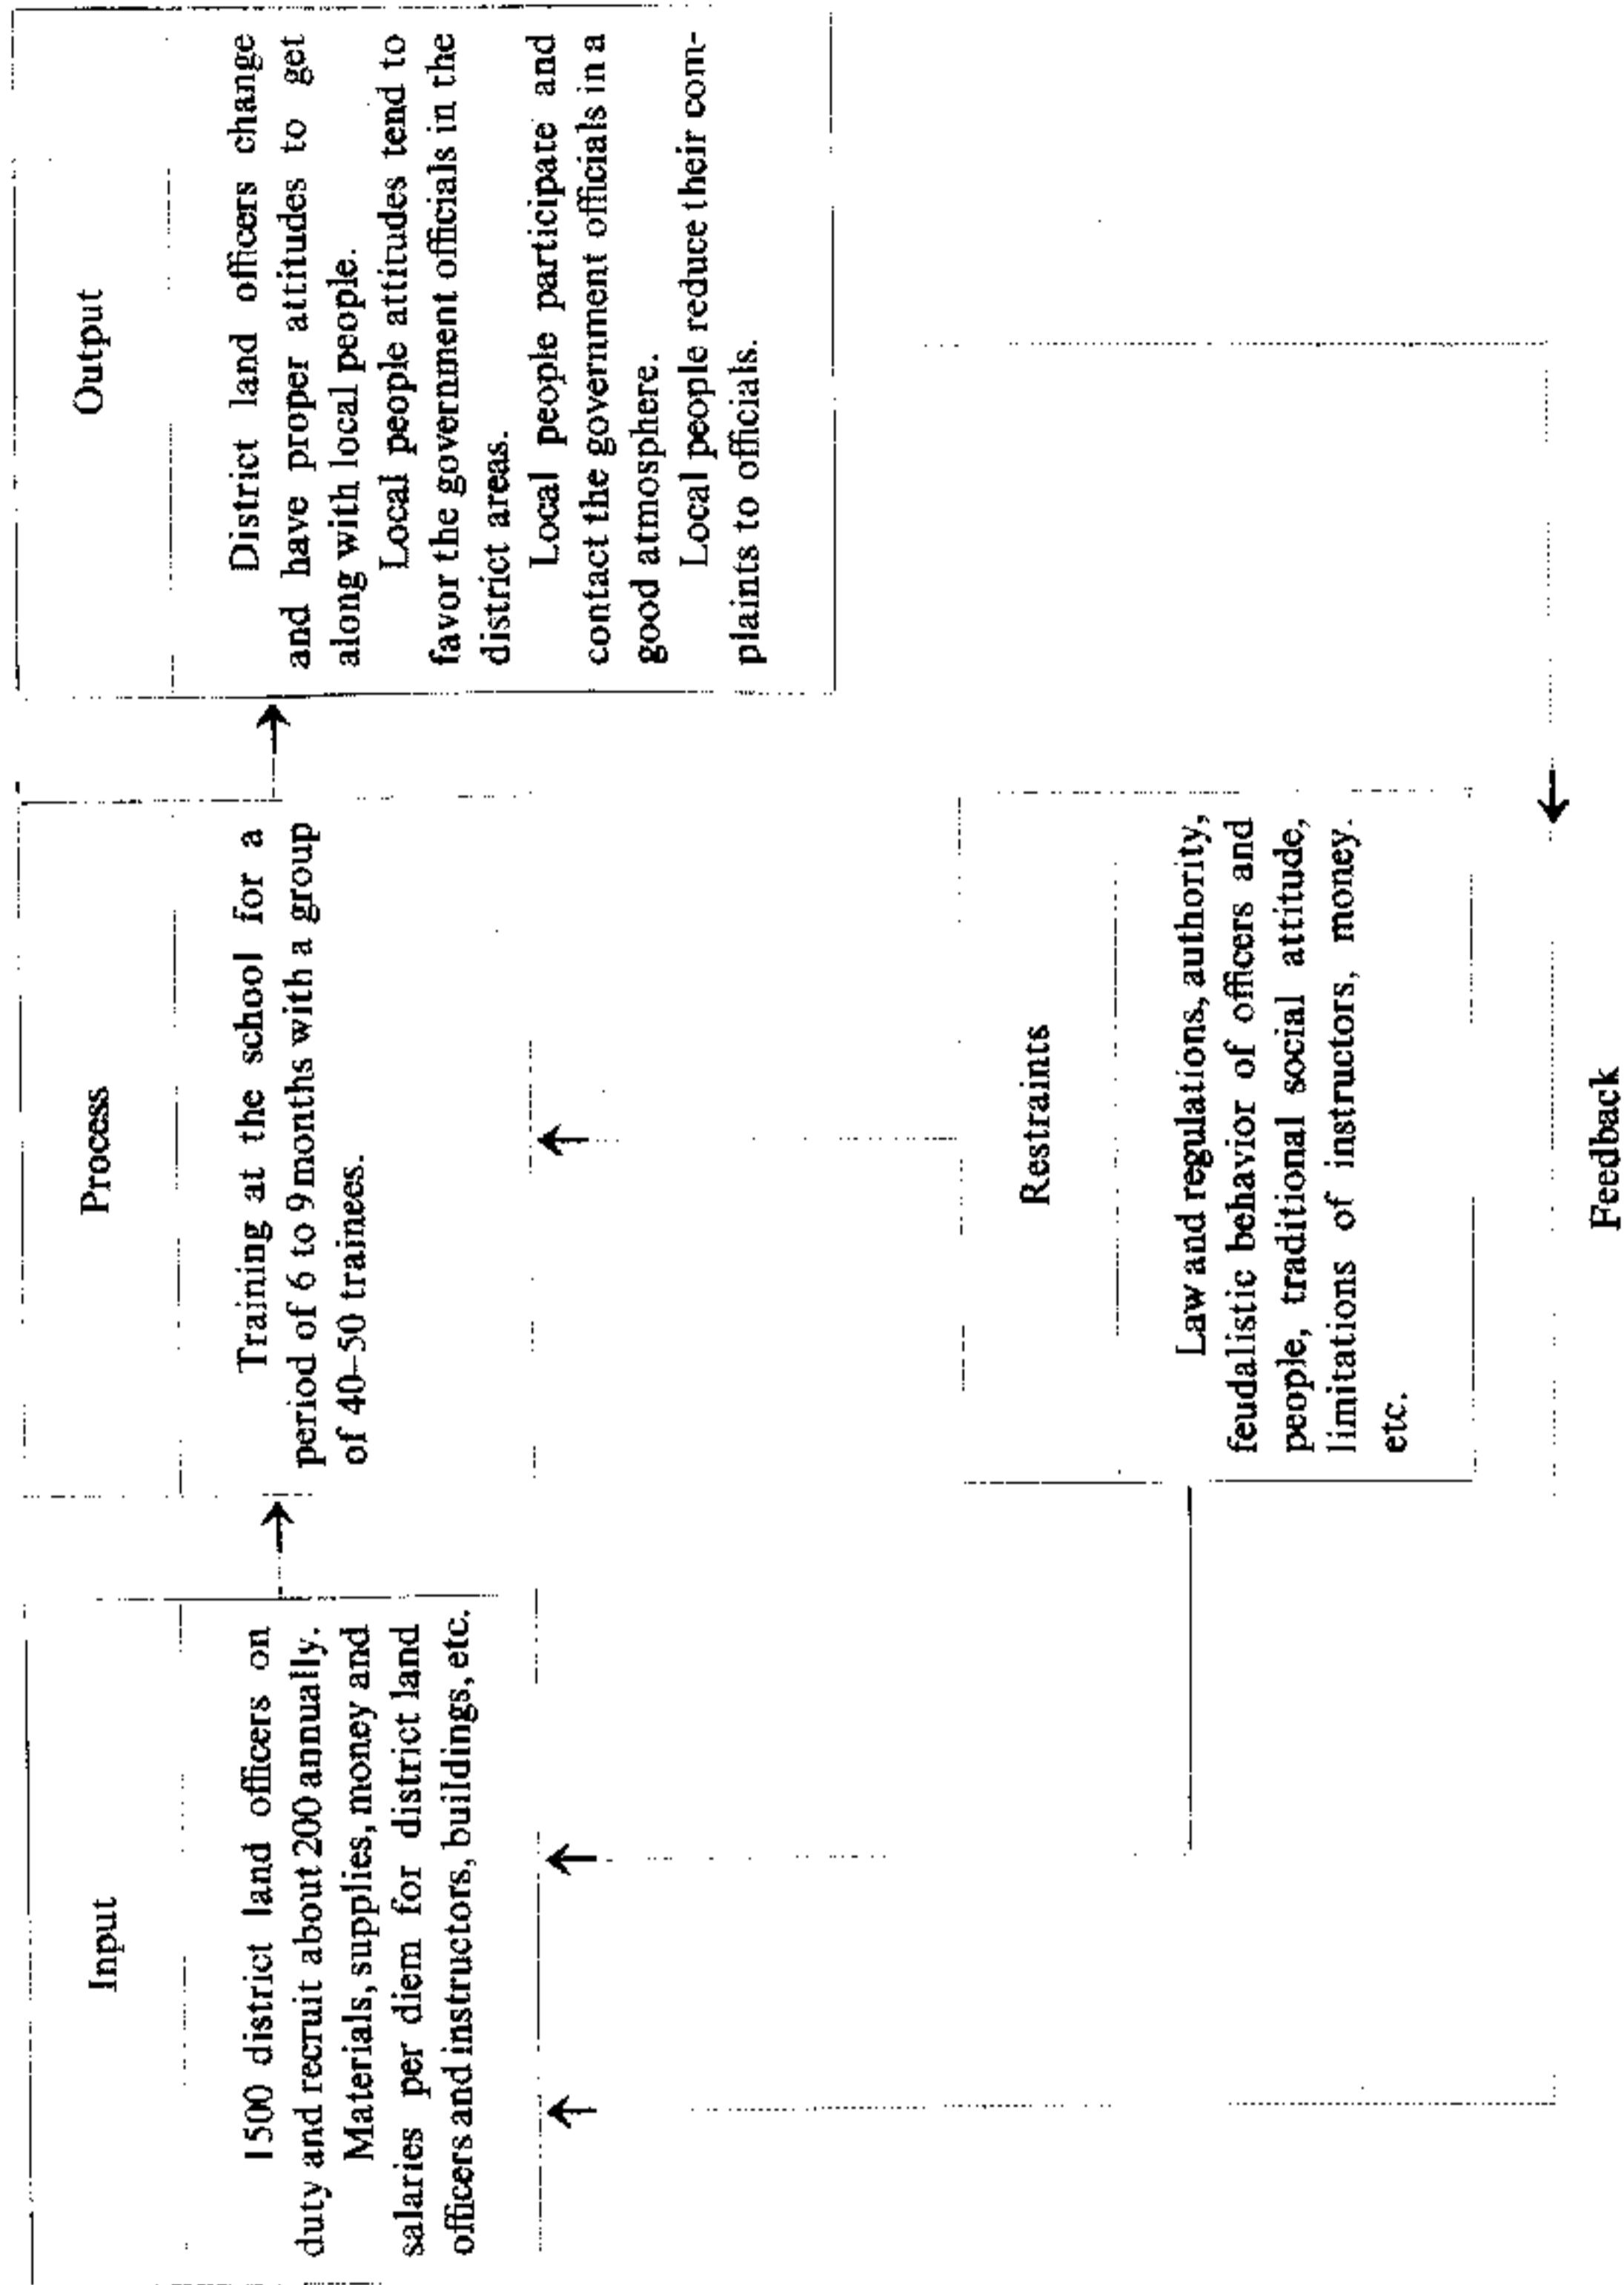 Input
1500 district land officers on
duty and recruit about 200 annually.
Materials, supplies, money and
salaries per diem for district land
officers and instructors, buildings, etc.
Process
Training at the school for a
period of 6 to 9 months with a group
of 40–50 trainees.
Output
District land officers change
and have proper attitudes to get
along with local people.
Local people attitudes tend to
favor the government officials in the
district areas.
Local people participate and
contact the government officials in a
good atmosphere.
Local people reduce their com-
plaints to officials.
Restraints
Law and regulations, authority,
feudalistic behavior of officers and
people, traditional social attitude,
limitations of instructors, money.
etc.
Feedback